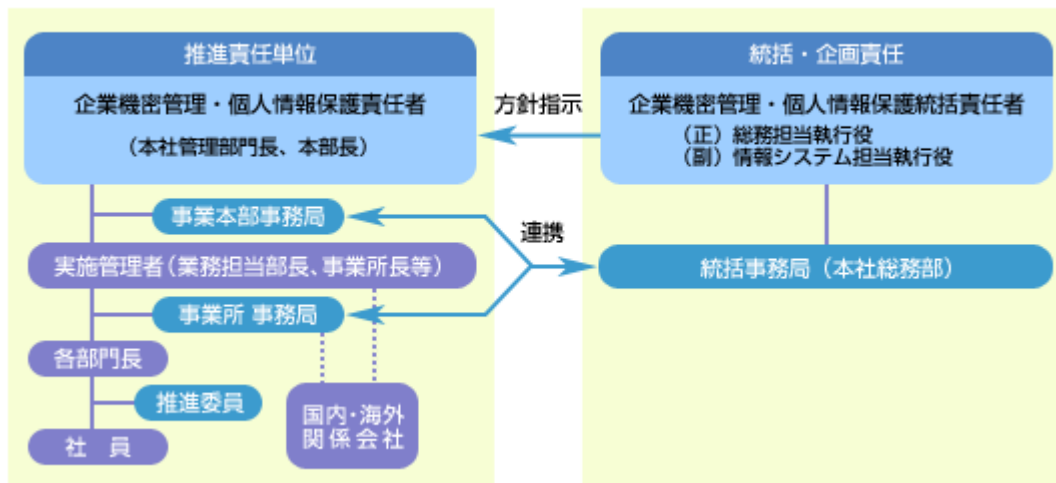 推進責任単位
企業機密管理・個人情報保護責任者
（本社管理部門長、本部長）
事業本部事務局
実施管理者（業務担当部長、事業所長等）
事業所 事務局
各部門長
推進委員
社　員
国内・海外
関係会社
方針指示
連携
統括・企画責任
企業機密管理・個人情報保護統括責任者
（正）総務担当執行役
（副）情報システム担当執行役
統括事務局（本社総務部）